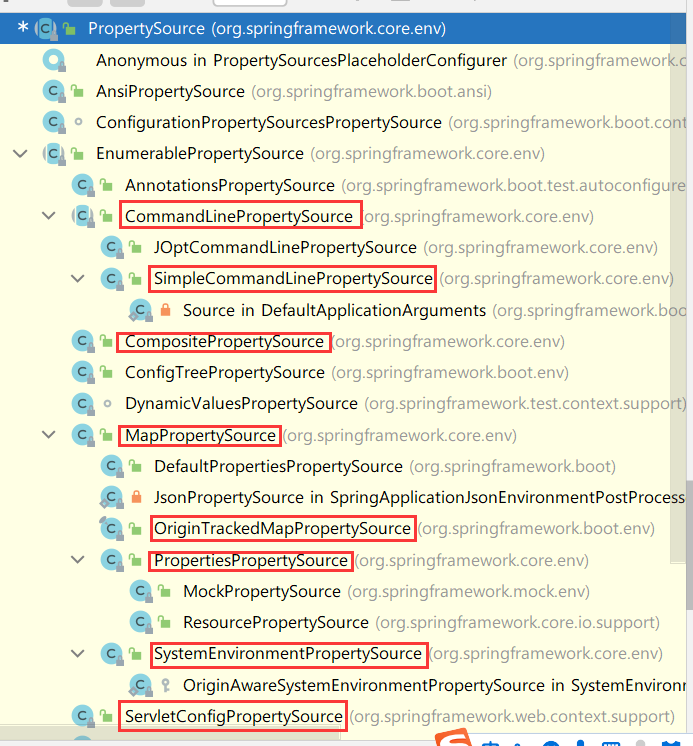 * PropertySource (org.springframework.core.env)
Anonymous in PropertySourcesPlaceholderConfigurer (org.springframework.c
AnsiPropertySource (org.springframework.boot.ansi)
ConfigurationPropertySourcesPropertySource (org.springframework.boot.cont
EnumerablePropertySource (org.springframework.core.env)
AnnotationsPropertySource (org.springframework.boot.test.autoconfigure
CommandLinePropertySource (org.springframework.core.env)
JOptCommandLinePropertySource (org.springframework.core.env)
SimpleCommandLinePropertySource (org.springframework.core.env)
Source in DefaultApplicationArguments (org.springframework.boo
CompositePropertySource (org.springframework.core.env)
ConfigTreePropertySource (org.springframework.boot.env)
DynamicValuesPropertySource (org.springframework.test.context.support)
MapPropertySource (org.springframework.core.env)
DefaultPropertiesPropertySource (org.springframework.boot)
JsonPropertySource in SpringApplicationJsonEnvironmentPostProcess
OriginTrackedMapPropertySource (org.springframework.boot.env)
PropertiesPropertySource (org.springframework.core.env)
MockPropertySource (org.springframework.mock.env)
ResourcePropertySource (org.springframework.core.io.support)
SystemEnvironmentPropertySource (org.springframework.core.env)
OriginAwareSystemEnvironmentPropertySource in SystemEnvironm
ServletConfigPropertySource (org.springframework.web.context.support)